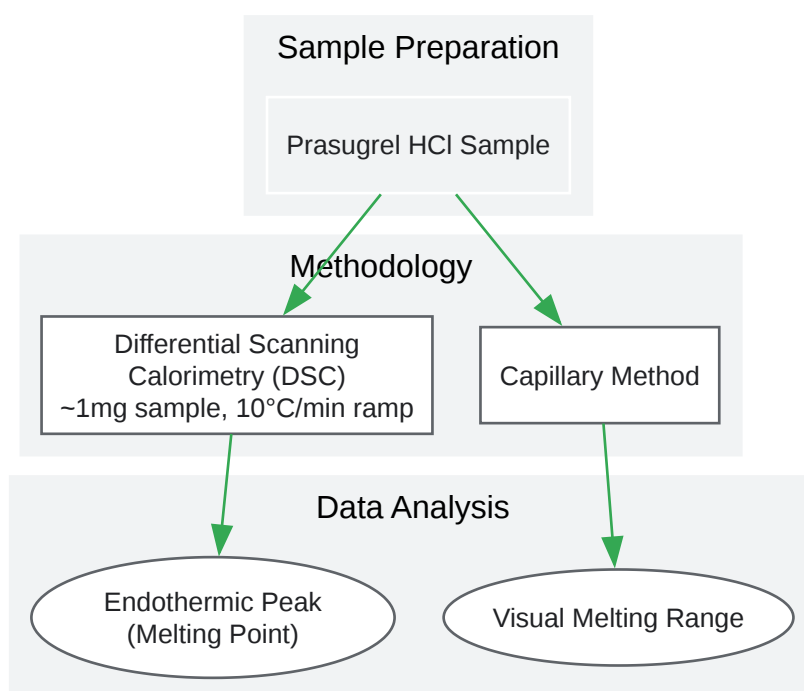 Sample Preparation
Prasugrel HCl Sample
Methodology
Differential Scanning
Calorimetry (DSC)
~1mg sample, 10°C/min ramp
Capillary Method
Data Analysis
Endothermic Peak
(Melting Point)
Visual Melting Range